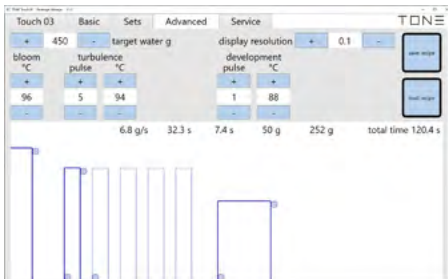 Touch 03 Basic Sets Advanced Service TONE
+ 450 - target water g display resolution + 0.1 -
save recipe
bloom turbulence development
°C pulse °C pulse °C
+ + + + +
96 5 94 1 88
- - - - -
load recipe
6.8 g/s 32.3 s 7.4 s 50 g 252 g total time 120.4 s